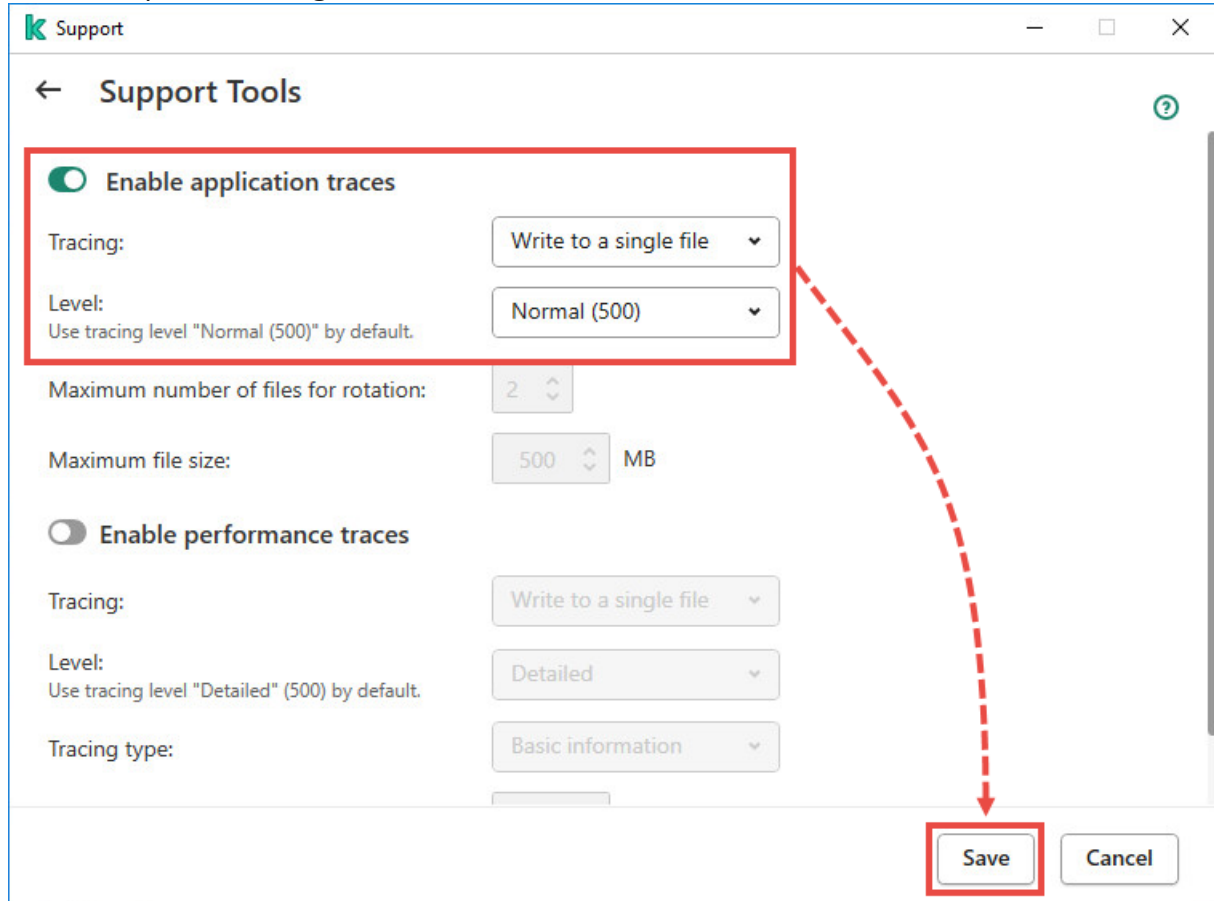 Support
Support Tools
Enable application traces
Tracing:
Write to a single file
Level:
Normal (500)
Use tracing level "Normal (500)" by default.
Maximum number of files for rotation:
2
Maximum file size:
500 MB
Enable performance traces
Tracing:
Write to a single file
Level:
Detailed
Use tracing level "Detailed" (500) by default.
Tracing type:
Basic information
Save
Cancel